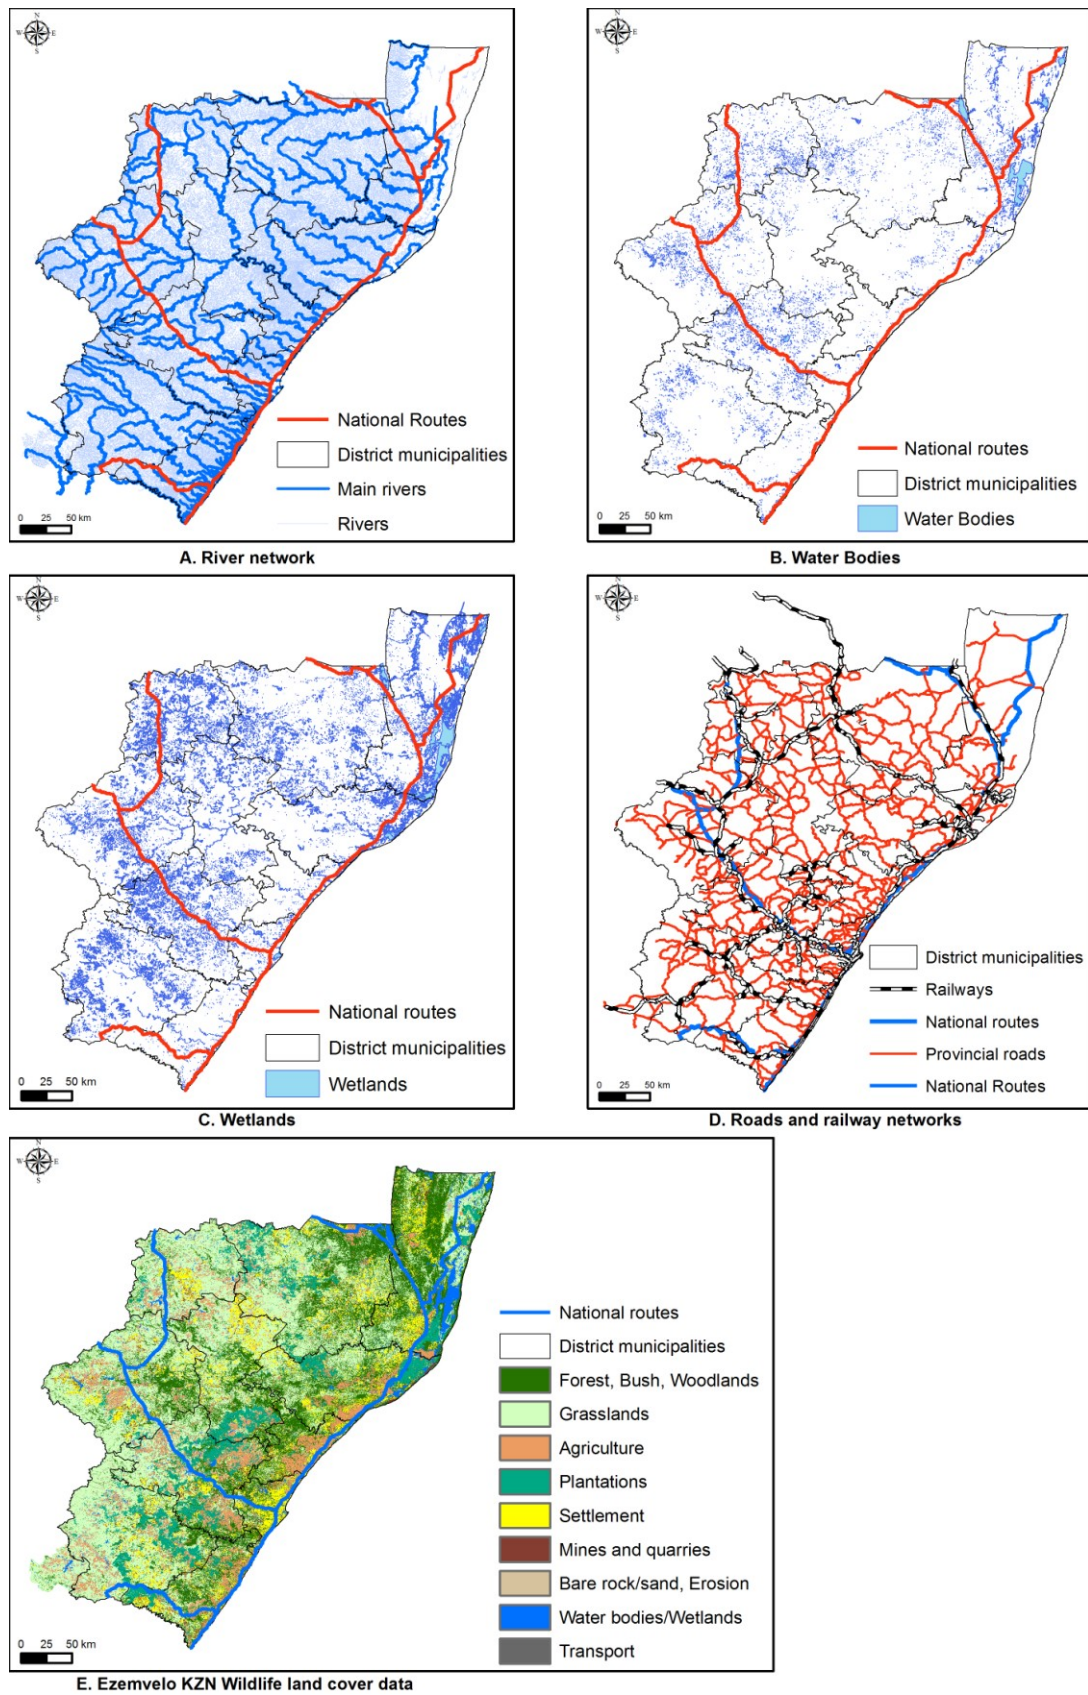 N
W E
S
National Routes
District municipalities
Main rivers
Rivers
0 25 50 km
A. River network
N
W E
S
National routes
District municipalities
Water Bodies
0 25 50 km
B. Water Bodies
N
W E
S
National routes
District municipalities
Wetlands
0 25 50 km
C. Wetlands
N
W E
S
District municipalities
Railways
National routes
Provincial roads
National Routes
0 25 50 km
D. Roads and railway networks
N
W E
S
National routes
District municipalities
Forest, Bush, Woodlands
Grasslands
Agriculture
Plantations
Settlement
Mines and quarries
Bare rock/sand, Erosion
Water bodies/Wetlands
Transport
0 25 50 km
E. Ezemvelo KZN Wildlife land cover data